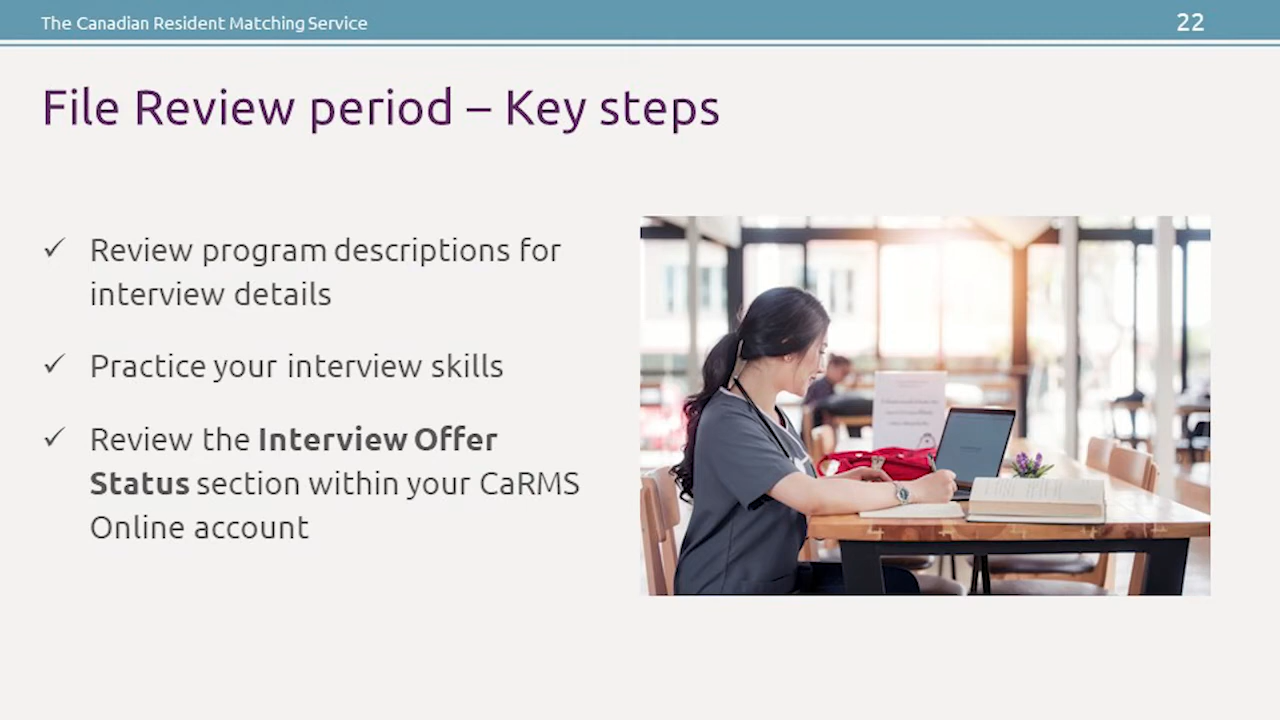 The Canadian Resident Matching Service
22
File Review period – Key steps
✓ Review program descriptions for
interview details
✓ Practice your interview skills
✓ Review the Interview Offer
Status section within your CaRMS
Online account